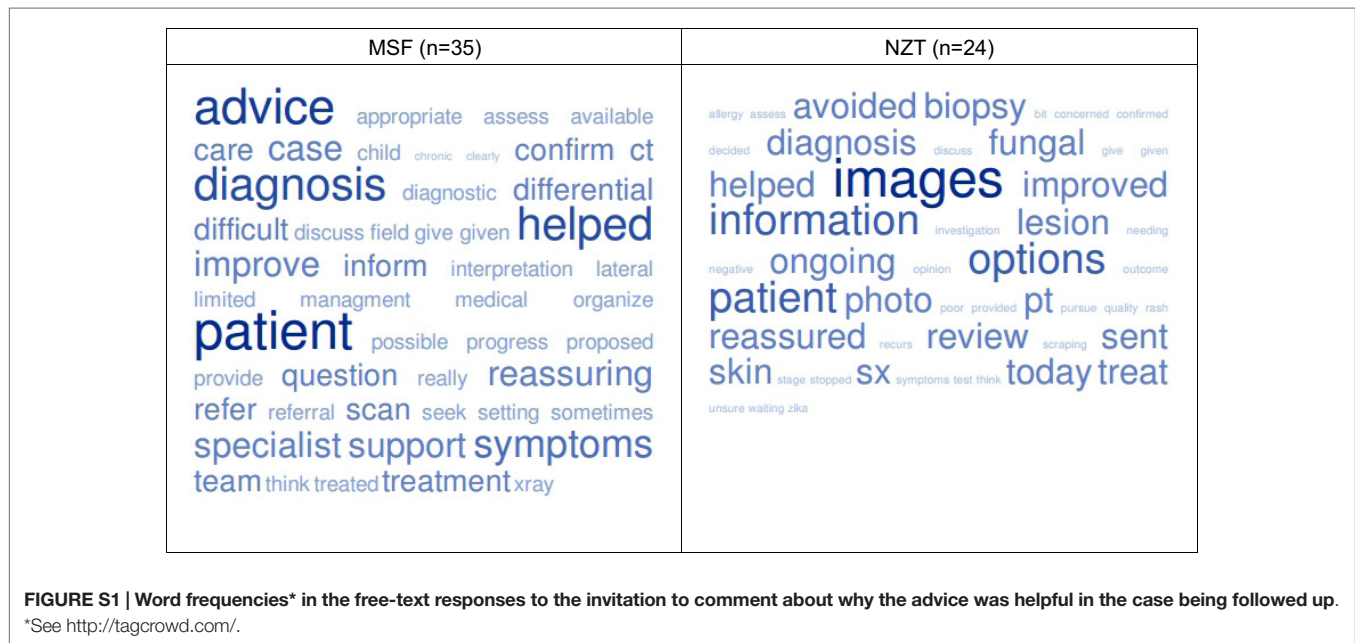 MSF (n=35)
NZT (n=24)
advice appropriate assess available
care case child chronic clearly confirm ct
diagnosis diagnostic differential
difficult discuss field give given helped
improve inform interpretation lateral
limited managment medical organize
patient possible progress proposed
provide question really reassuring
refer referral scan seek setting sometimes
specialist support symptoms
team think treated treatment xray
allergy assess avoided biopsy bit concerned confirmed
decided diagnosis discuss fungal give given
helped images improved
information investigation lesion needing
negative ongoing opinion options outcome
patient photo poor provided pt pursue quality rash
reassured recurs review scraping sent
skin stage stopped sx symptoms test think today treat
unsure waiting zika
FIGURE S1 | Word frequencies* in the free-text responses to the invitation to comment about why the advice was helpful in the case being followed up.
*See http://tagcrowd.com/.